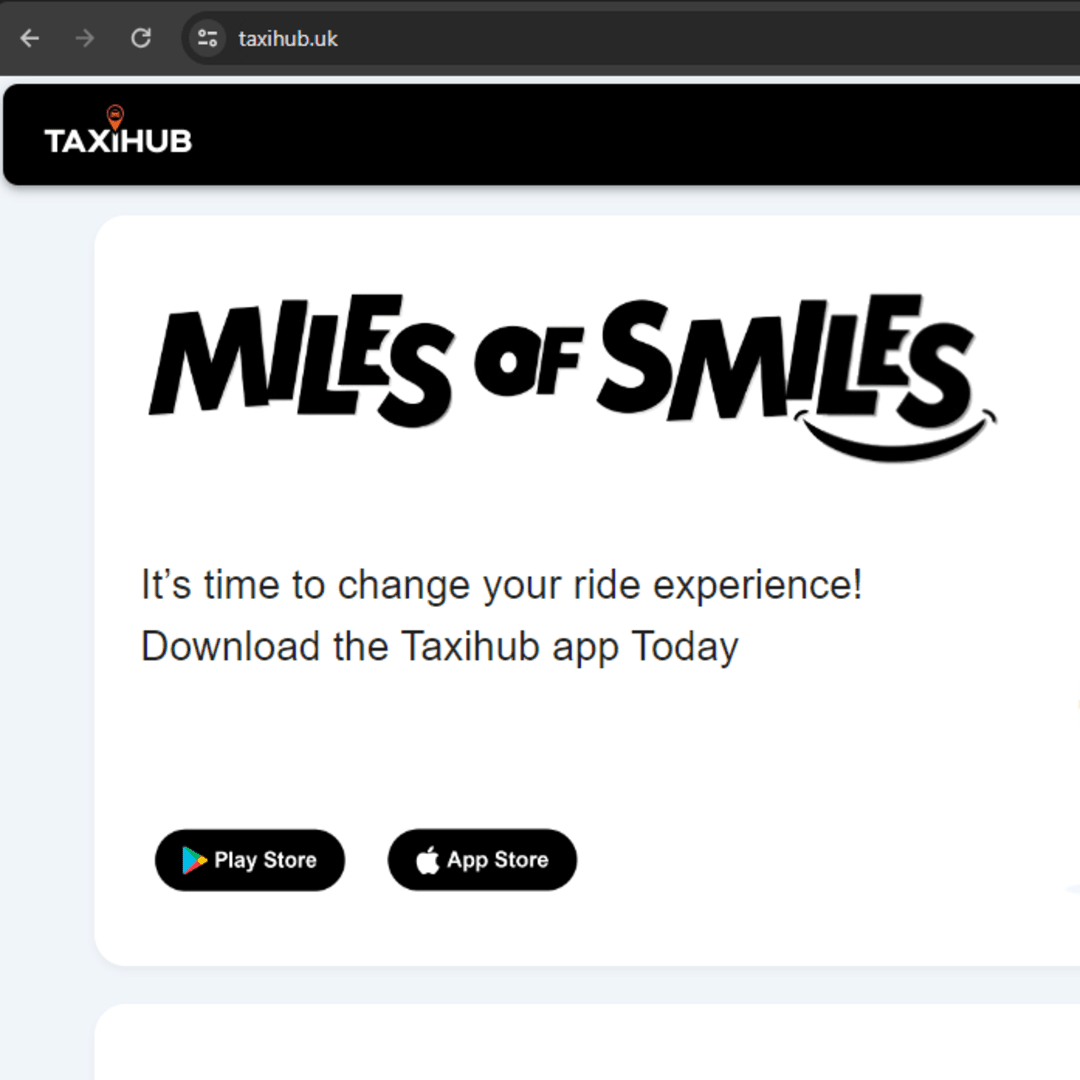 taxihub.uk
TAXiHUB
MILES OF SMILES
It’s time to change your ride experience!
Download the Taxihub app Today
Play Store
App Store